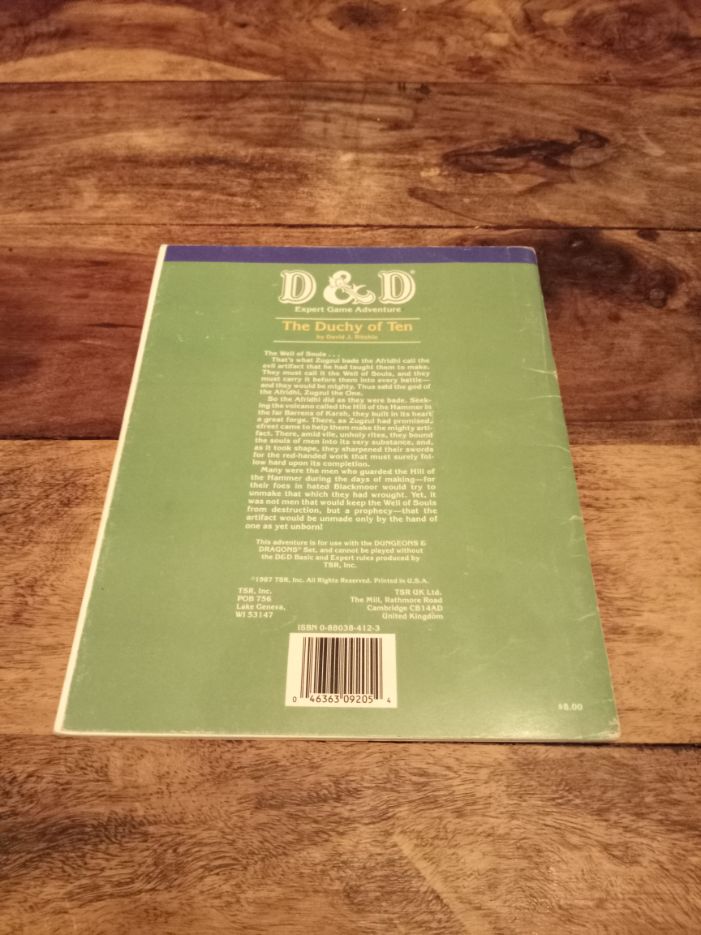 D & D®
Expert Game Adventure
The Duchy of Ten
by David J. Ritchie
The Well of Souls . . .
That's what Zugzul bade the Afridhi call the
evil artifact that he had taught them to make.
They must call it the Well of Souls, and they
must carry it before them into every battle—
and they would be mighty. Thus said the god of
the Afridhi, Zugzul the One.
So the Afridhi did as they were bade. Seek-
ing the volcano called the Hill of the Hammer in
the far Barrens of Karsh, they built in its heart
a great forge. There, as Zugzul had promised,
efreet came to help them make the mighty arti-
fact. There, amid vile, unholy rites, they bound
the souls of men into its very substance, and,
as it took shape, they sharpened their swords
for the red-handed work that must surely fol-
low hard upon its completion.
Many were the men who guarded the Hill of
the Hammer during the days of making—for
their foes in hated Blackmoor would try to
unmake that which they had wrought. Yet, it
was not men that would keep the Well of Souls
from destruction, but a prophecy—that the
artifact would be unmade only by the hand of
one as yet unborn!
This adventure is for use with the DUNGEONS &
DRAGONS® Set, and cannot be played without
the D&D Basic and Expert rules produced by
TSR, Inc.
©1987 TSR, Inc. All Rights Reserved. Printed in U.S.A.
TSR, Inc.
POB 756
Lake Geneva,
WI 53147
TSR UK Ltd.
The Mill, Rathmore Road
Cambridge CB14AD
United Kingdom
ISBN 0-88038-412-3
0 46363 09205 4
$8.00